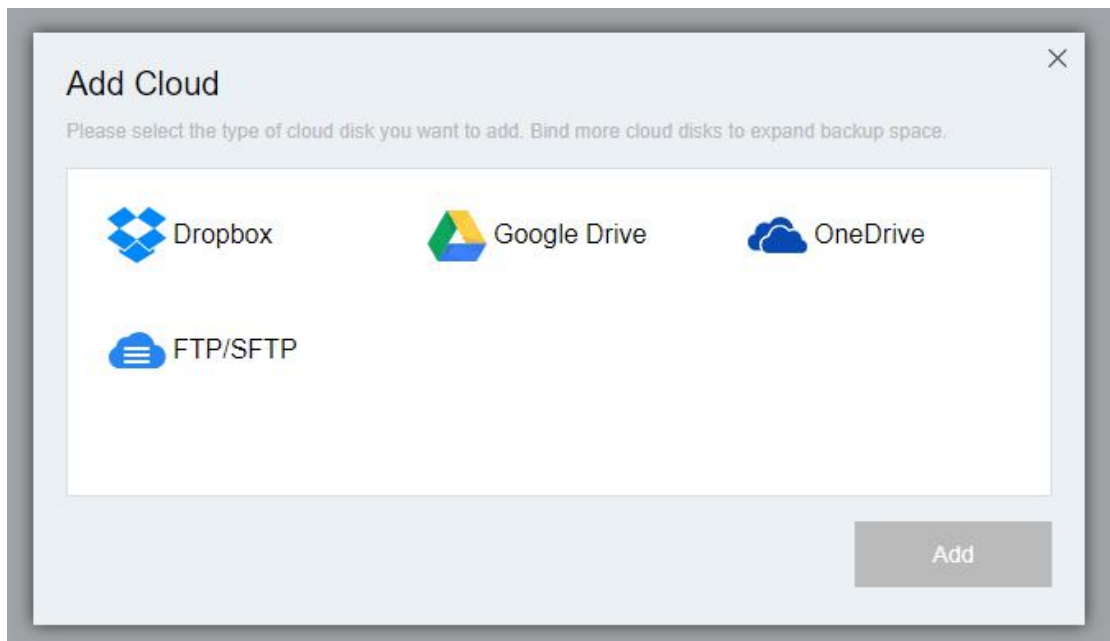 Add Cloud
Please select the type of cloud disk you want to add. Bind more cloud disks to expand backup space.
Dropbox
Google Drive
OneDrive
FTP/SFTP
Add